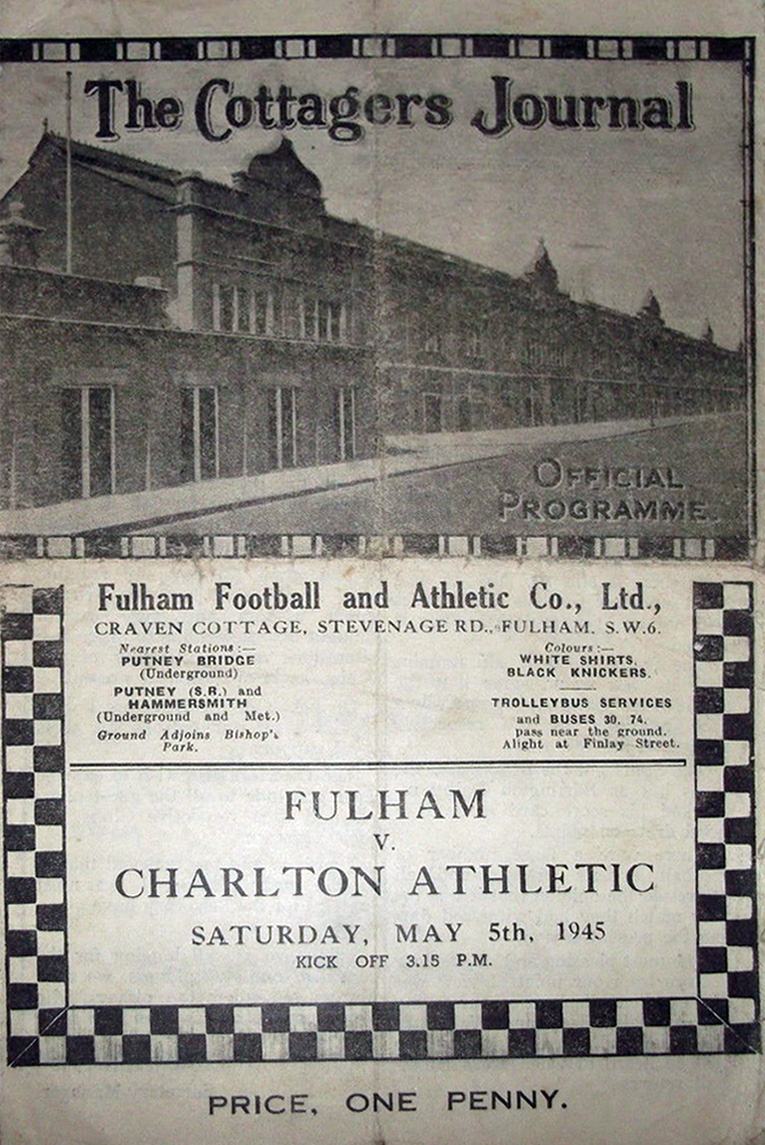 The Cottagers Journal
OFFICIAL
PROGRAMME.
Fulham Football and Athletic Co., Ltd.,
CRAVEN COTTAGE, STEVENAGE RD., FULHAM, S.W.6.
Nearest Stations :—
PUTNEY BRIDGE
(Underground)
PUTNEY (S.R.) and
HAMMERSMITH
(Underground and Met.)
Ground Adjoins Bishop's
Park.
Colours :—
WHITE SHIRTS,
BLACK KNICKERS.
TROLLEYBUS SERVICES
and BUSES 30, 74,
pass near the ground.
Alight at Finlay Street.
FULHAM
V.
CHARLTON ATHLETIC
SATURDAY, MAY 5th, 1945
KICK OFF 3.15 P.M.
PRICE, ONE PENNY.